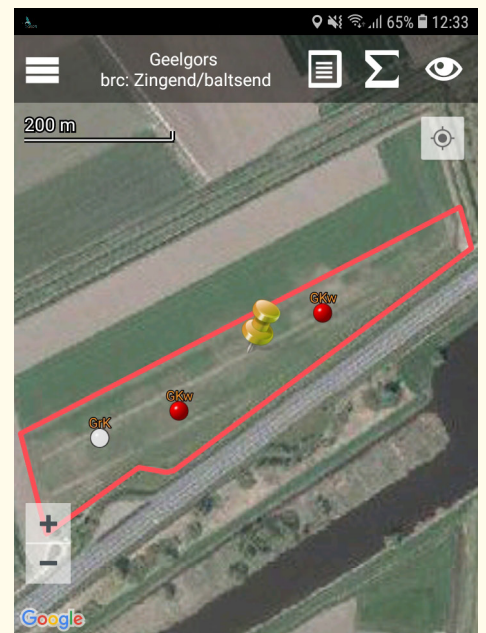 65% 12:33
Geelgors
brc: Zingend/baltsend
200 m
GKw
GKw
GrK
+
−
Google